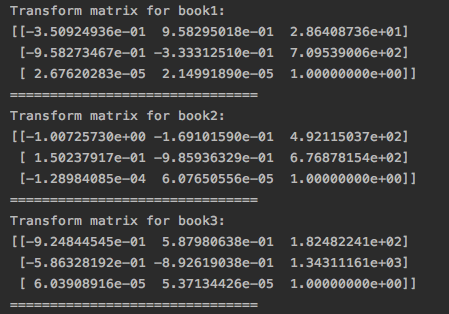 Transform matrix for book1:
[[-3.50924936e-01  9.58295018e-01  2.86408736e+01]
 [-9.58273467e-01 -3.33312510e-01  7.09539006e+02]
 [ 2.67620283e-05  2.14991890e-05  1.00000000e+00]]
===============================
Transform matrix for book2:
[[-1.00725730e+00 -1.69101590e-01  4.92115037e+02]
 [ 1.50237917e-01 -9.85936329e-01  6.76878154e+02]
 [-1.28984085e-04  6.07650556e-05  1.00000000e+00]]
===============================
Transform matrix for book3:
[[-9.24844545e-01  5.87980638e-01  1.82482241e+02]
 [-5.86328192e-01 -8.92619038e-01  1.34311161e+03]
 [ 6.03908916e-05  5.37134426e-05  1.00000000e+00]]
===============================